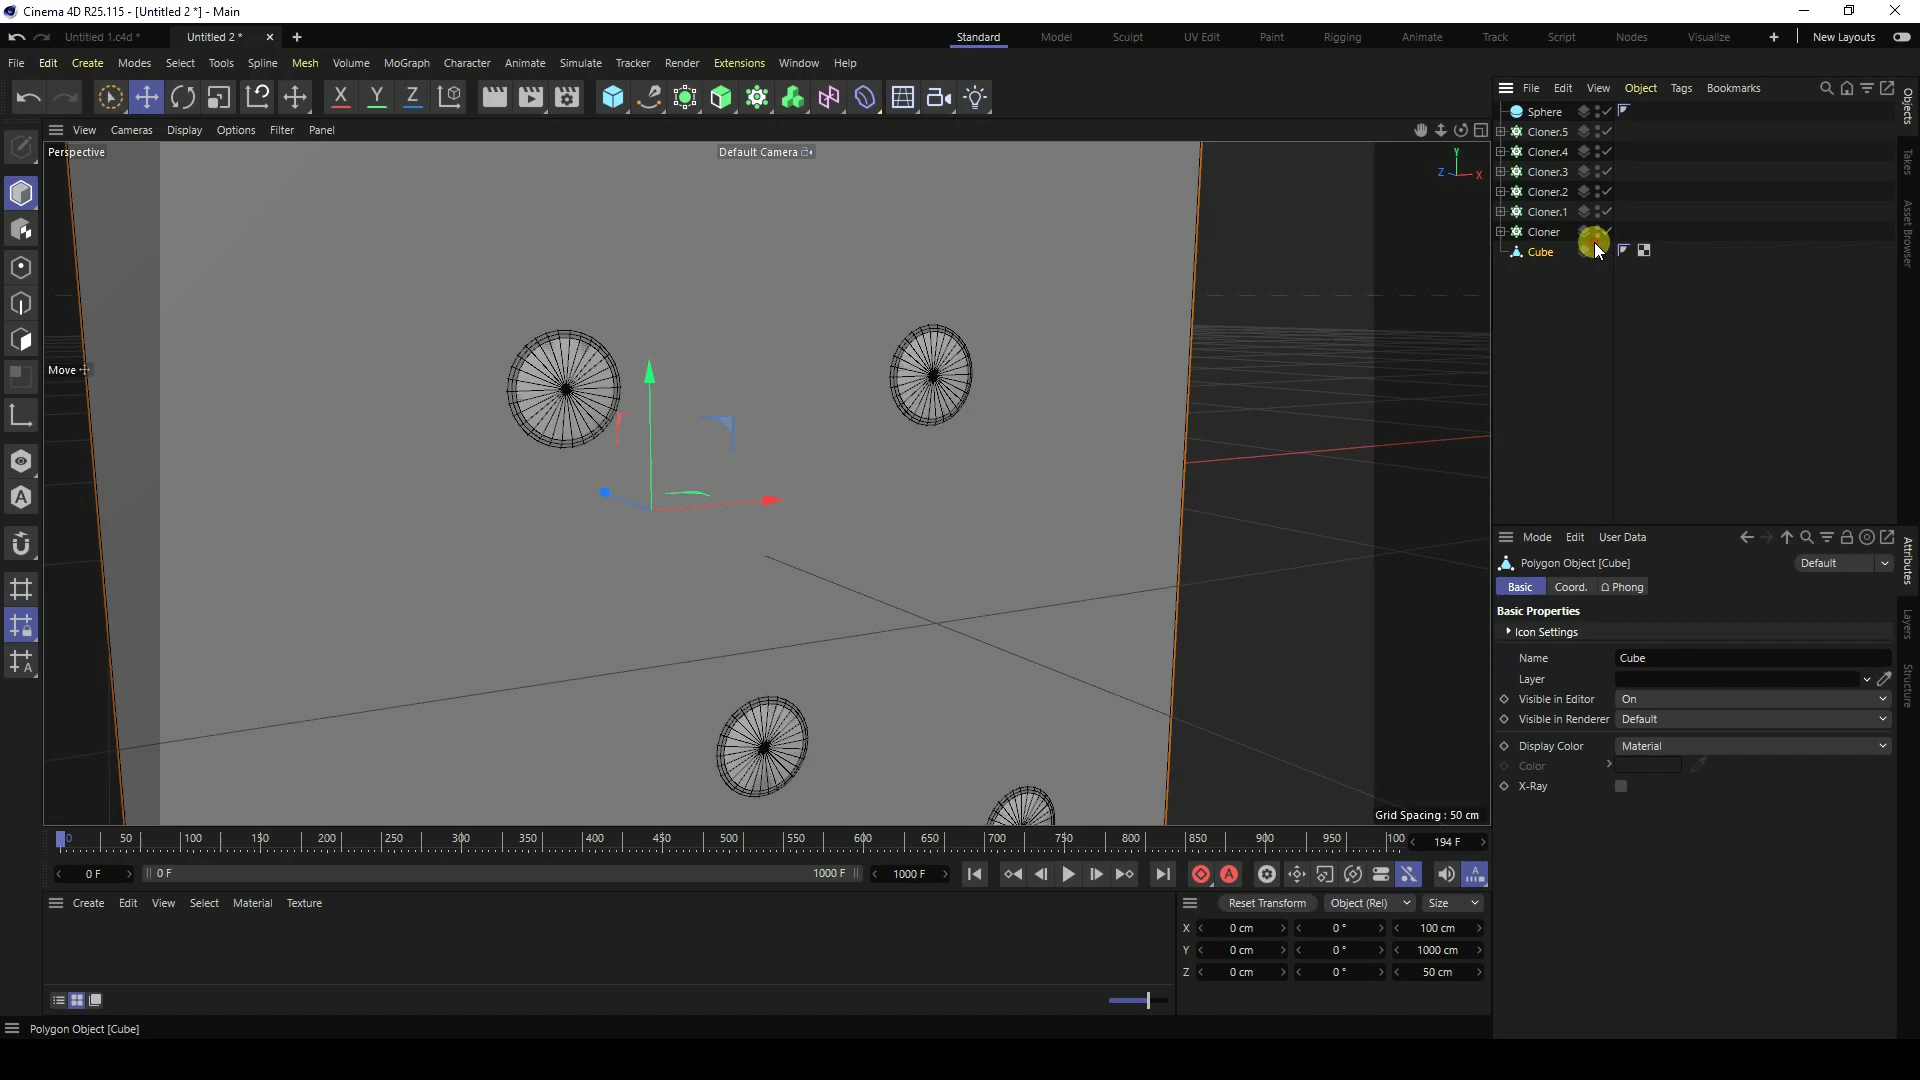 Cinema 4D R25.115 - [Untitled 2 *] - Main
Untitled 1.c4d * Untitled 2 * Standard Model Sculpt UV Edit Paint Rigging Animate Track Script Nodes Visualize New Layouts
File Edit Create Modes Select Tools Spline Mesh Volume MoGraph Character Animate Simulate Tracker Render Extensions Window Help
X Y Z
File Edit View Object Tags Bookmarks
View Cameras Display Options Filter Panel
Perspective
Default Camera
Y
Z X
Move
Sphere
Cloner.5
Cloner.4
Cloner.3
Cloner.2
Cloner.1
Cloner
Cube
Objects
Takes
Asset Browser
Mode Edit User Data
Polygon Object [Cube]
Default
Basic Coord. Phong
Basic Properties
Icon Settings
Name Cube
Layer
Visible in Editor On
Visible in Renderer Default
Display Color Material
Color
X-Ray
Attributes
Layers
Structure
Grid Spacing : 50 cm
0 50 100 150 200 250 300 350 400 450 500 550 600 650 700 750 800 850 900 950 100 194 F
0 F 0 F 1000 F 1000 F
Create Edit View Select Material Texture
Reset Transform Object (Rel) Size
X 0 cm 0 ° 100 cm
Y 0 cm 0 ° 1000 cm
Z 0 cm 0 ° 50 cm
Polygon Object [Cube]